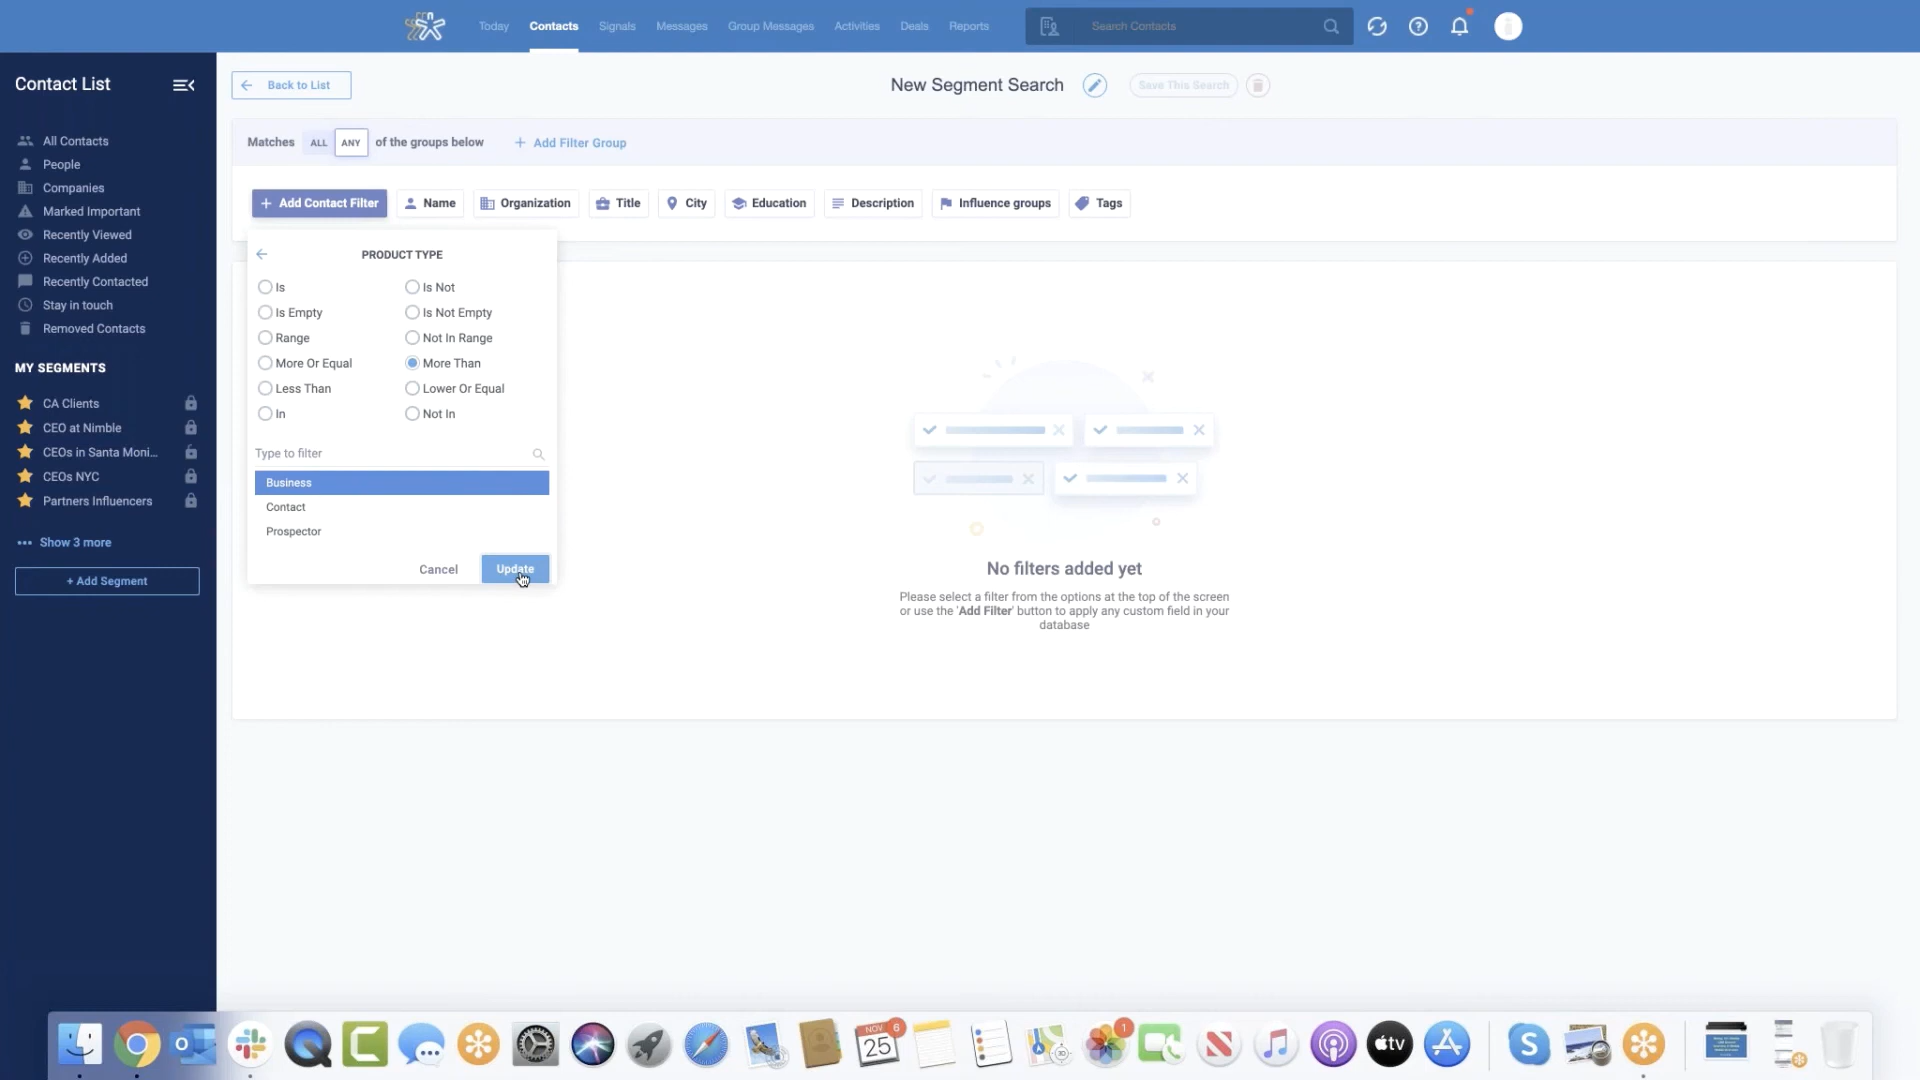 Today
Contacts
Signals
Messages
Group Messages
Activities
Deals
Reports
Search Contacts
Contact List
Back to List
New Segment Search
Save This Search
Matches ALL ANY of the groups below
+ Add Filter Group
+ Add Contact Filter
Name
Organization
Title
City
Education
Description
Influence groups
Tags
All Contacts
People
Companies
Marked Important
Recently Viewed
Recently Added
Recently Contacted
Stay in touch
Removed Contacts
MY SEGMENTS
CA Clients
CEO at Nimble
CEOs in Santa Moni...
CEOs NYC
Partners Influencers
Show 3 more
+ Add Segment
PRODUCT TYPE
Is
Is Not
Is Empty
Is Not Empty
Range
Not In Range
More Or Equal
More Than
Less Than
Lower Or Equal
In
Not In
Type to filter
Business
Contact
Prospector
Cancel
Update
No filters added yet
Please select a filter from the options at the top of the screen
or use the 'Add Filter' button to apply any custom field in your
database
NOV
25
6
1
tv
S